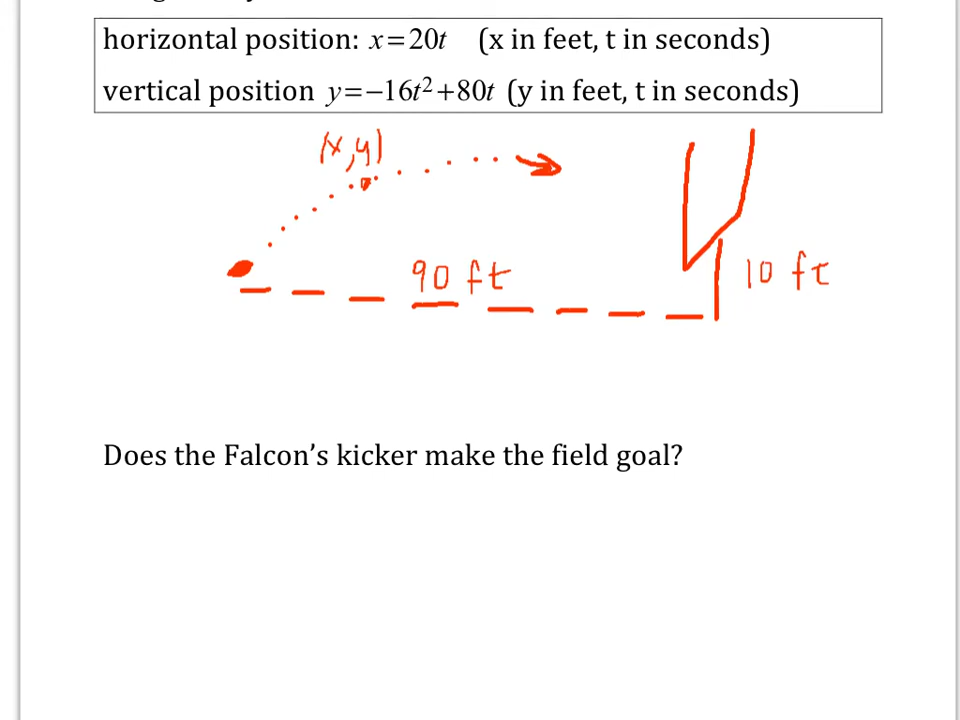 horizontal position: x=20t (x in feet, t in seconds)
vertical position y=−16t²+80t (y in feet, t in seconds)
(x,y)
90 ft
10 ft
Does the Falcon’s kicker make the field goal?